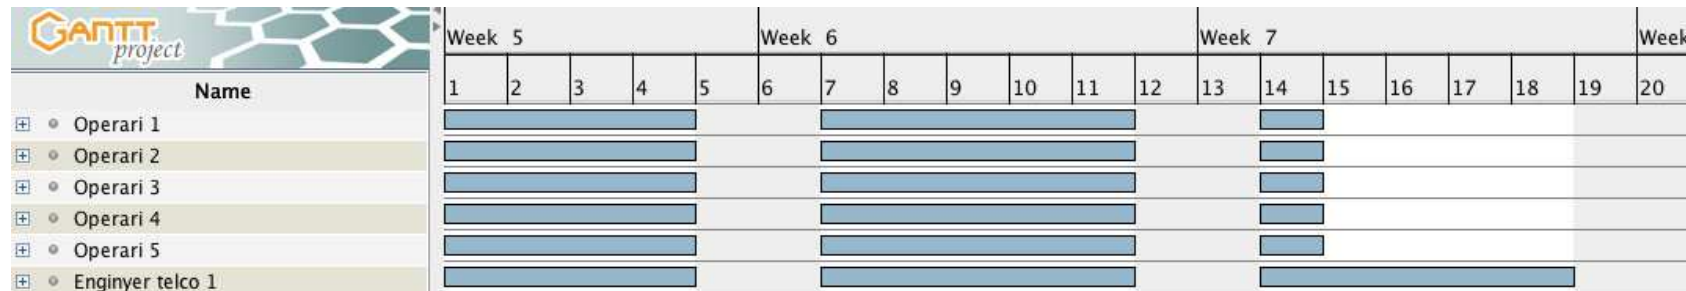 GANTT
project
Week 5 Week 6 Week 7 Week
Name
1 2 3 4 5 6 7 8 9 10 11 12 13 14 15 16 17 18 19 20
Operari 1
Operari 2
Operari 3
Operari 4
Operari 5
Enginyer telco 1